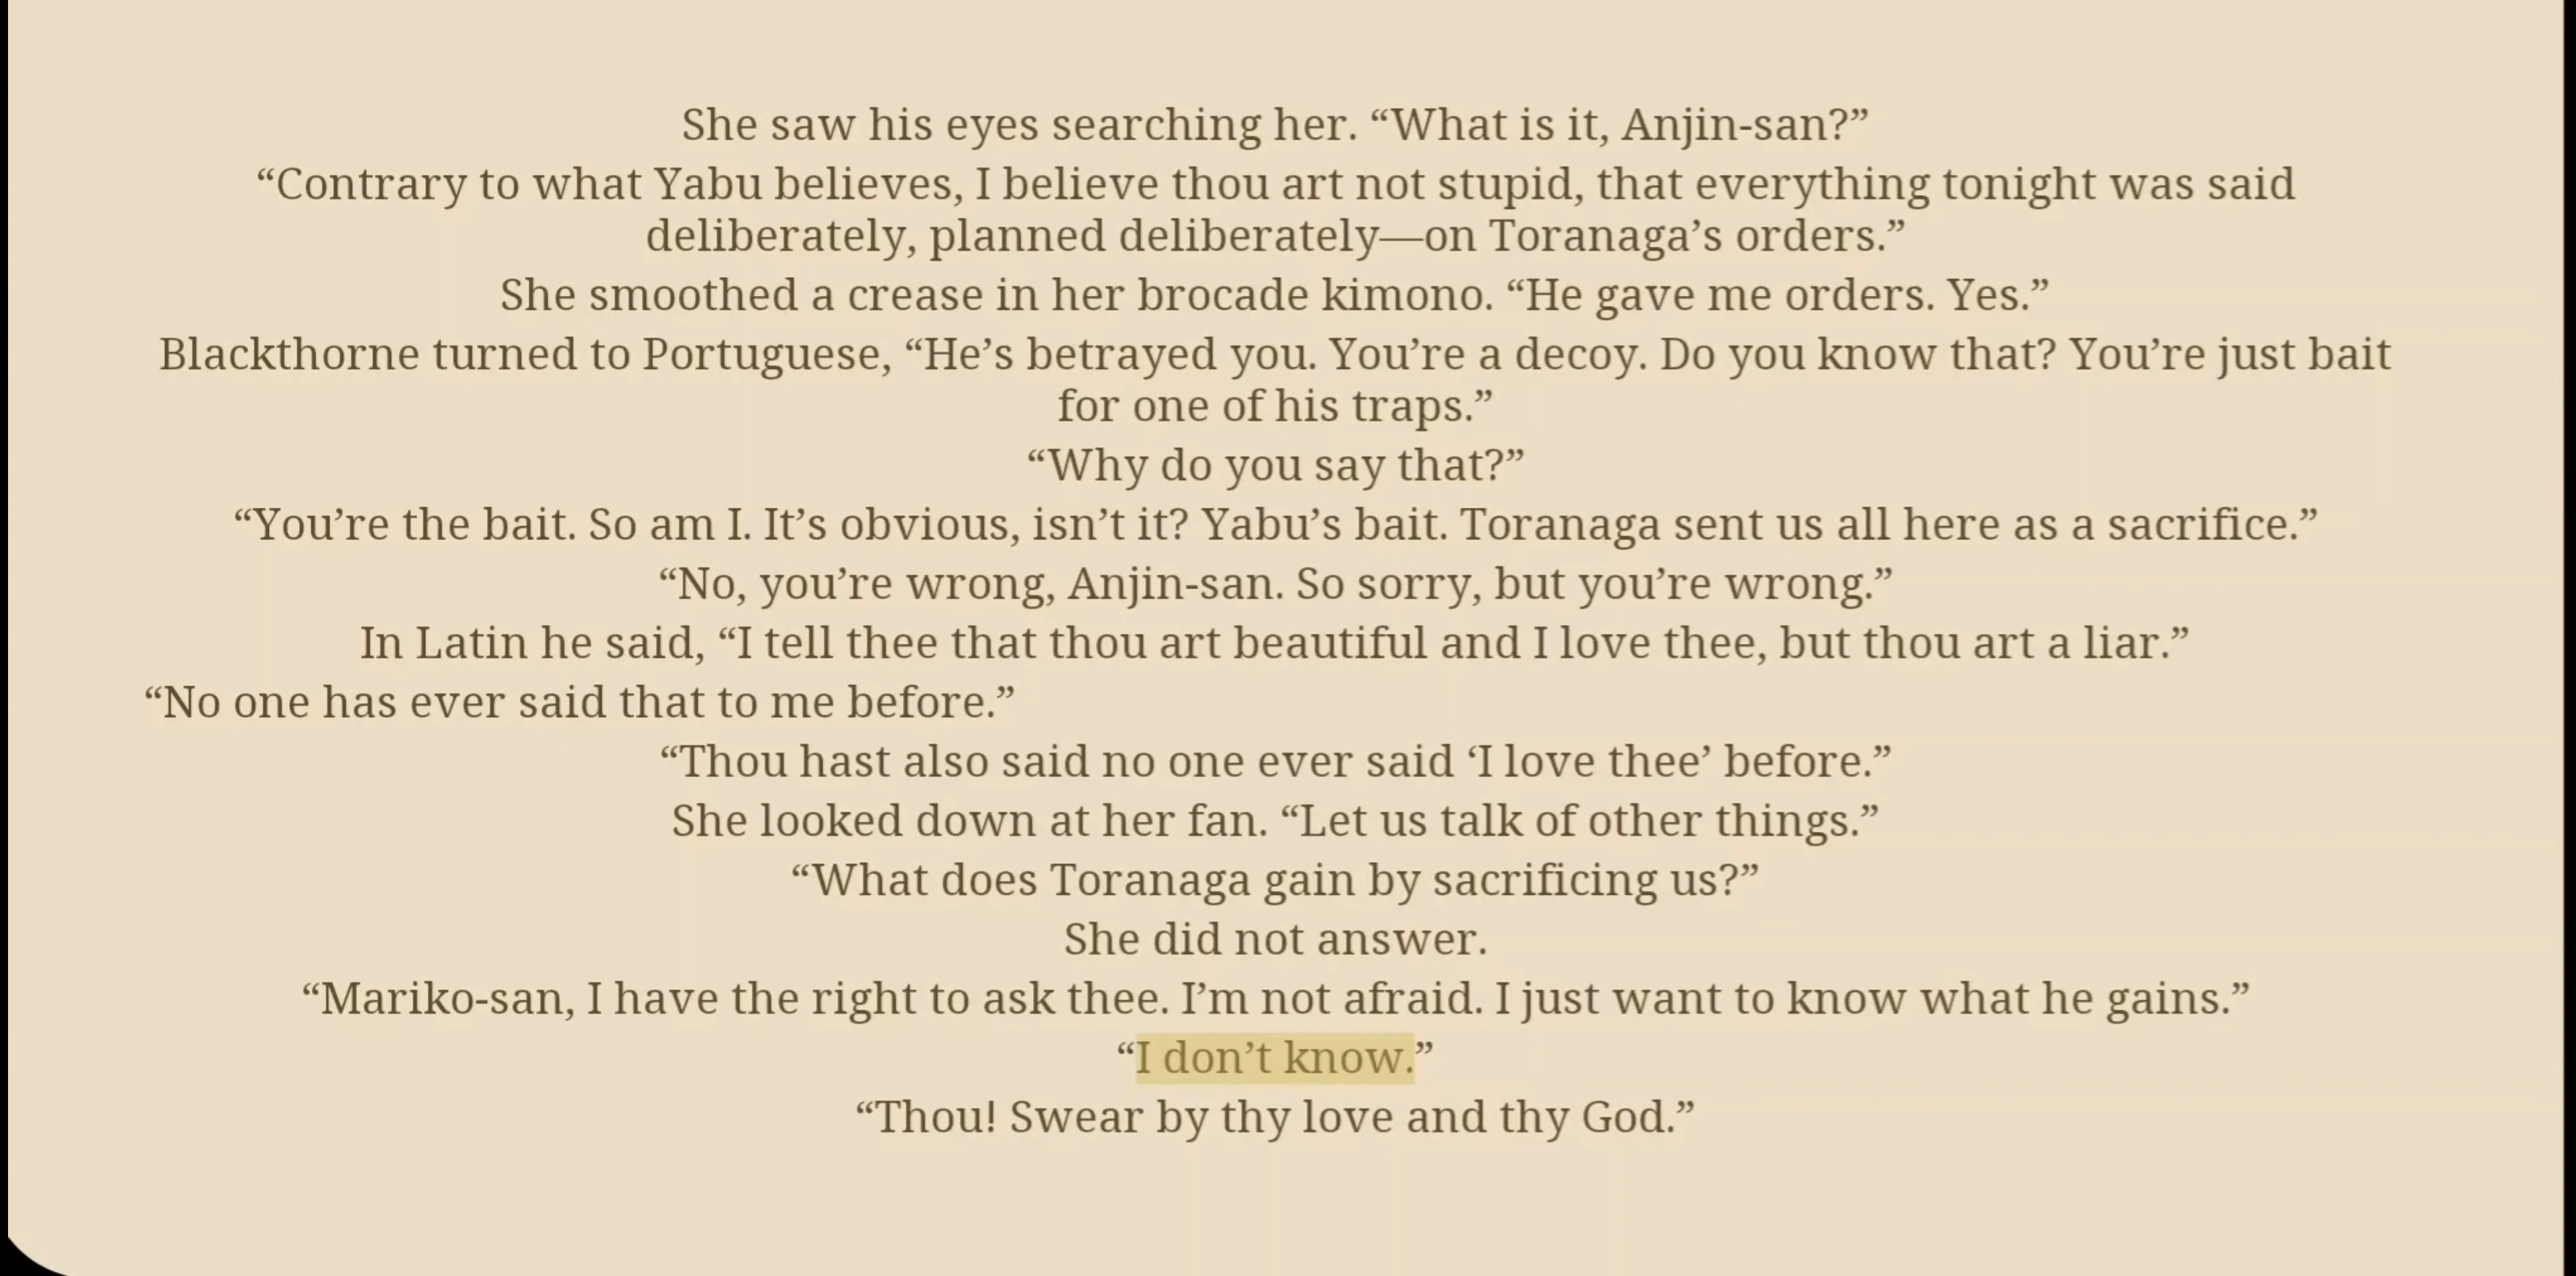 She saw his eyes searching her. “What is it, Anjin-san?”
“Contrary to what Yabu believes, I believe thou art not stupid, that everything tonight was said
deliberately, planned deliberately—on Toranaga’s orders.”
She smoothed a crease in her brocade kimono. “He gave me orders. Yes.”
Blackthorne turned to Portuguese, “He’s betrayed you. You’re a decoy. Do you know that? You’re just bait
for one of his traps.”
“Why do you say that?”
“You’re the bait. So am I. It’s obvious, isn’t it? Yabu’s bait. Toranaga sent us all here as a sacrifice.”
“No, you’re wrong, Anjin-san. So sorry, but you’re wrong.”
In Latin he said, “I tell thee that thou art beautiful and I love thee, but thou art a liar.”
“No one has ever said that to me before.”
“Thou hast also said no one ever said ‘I love thee’ before.”
She looked down at her fan. “Let us talk of other things.”
“What does Toranaga gain by sacrificing us?”
She did not answer.
“Mariko-san, I have the right to ask thee. I’m not afraid. I just want to know what he gains.”
“I don’t know.”
“Thou! Swear by thy love and thy God.”